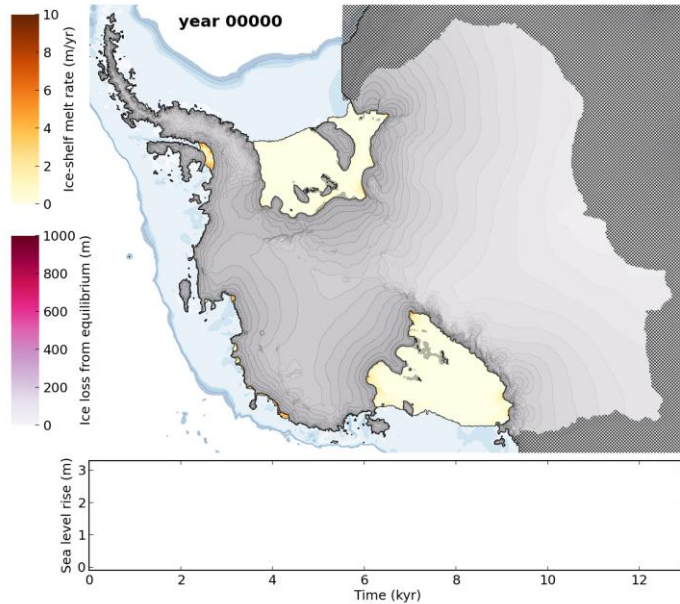 year 00000
10
8
6
4
2
0
Ice-shelf melt rate (m/yr)
1000
800
600
400
200
0
Ice loss from equilibrium (m)
3
2
1
0
Sea level rise (m)
0 2 4 6 8 10 12
Time (kyr)